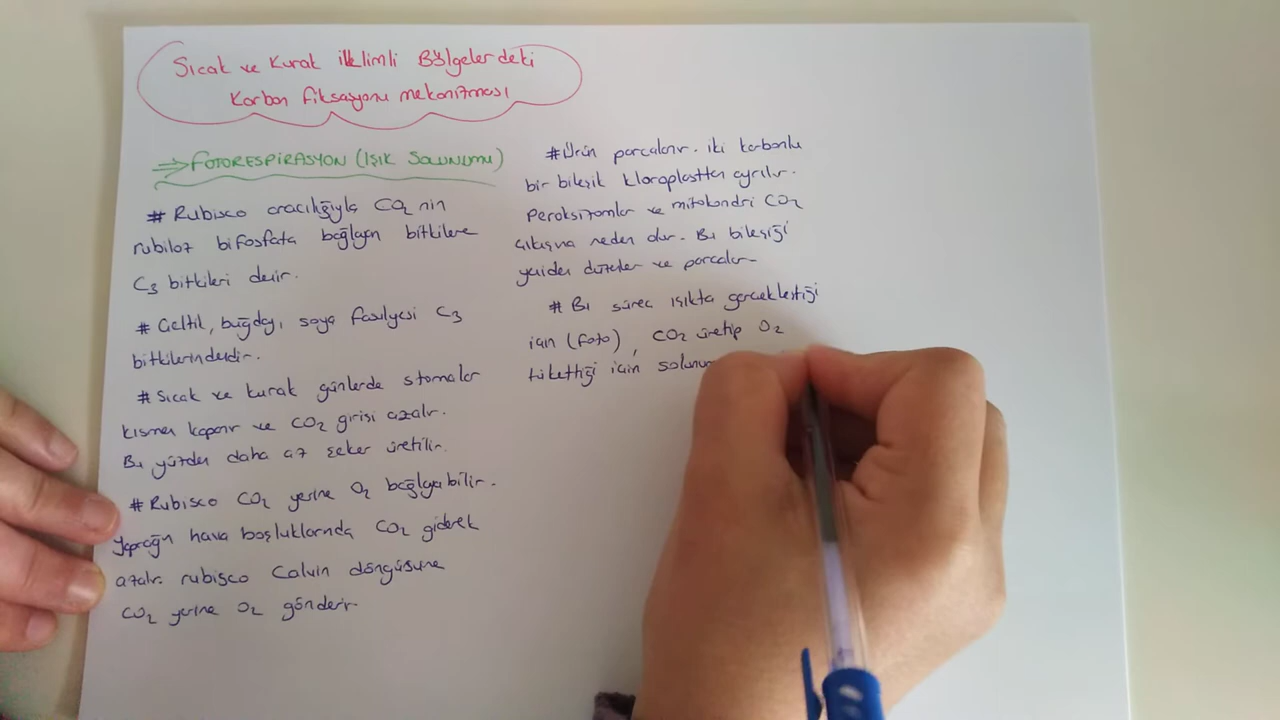 Sıcak ve Kurak iklimli Bölgelerdeki
Karbon fiksasyonu mekanizması
⇒ FOTORESPİRASYON (IŞIK SOLUNUMU)
# Rubisco aracılığıyla CO₂ nin
rubiloz bifosfata bağlayan bitkilere
C₃ bitkileri denir.
# Çeltik, buğday, soya fasulyesi C₃
bitkilerindendir.
# Sıcak ve kurak günlerde stomalar
kısmen kapanır ve CO₂ girişi azalır.
Bu yüzden daha az şeker üretilir.
# Rubisco CO₂ yerine O₂ bağlayabilir.
Yaprağın hava boşluklarında CO₂ giderek
azalır. rubisco Calvin döngüsüne
CO₂ yerine O₂ gönderir.
# Ürün parçalanır. iki karbonlu
bir bileşik kloroplasttan ayrılır.
Peroksizomlar ve mitokondri CO₂
çıkışına neden olur. Bu bileşiği
yeniden düzenler ve parçalar.
# Bu süreç ışıkta gerçekleştiği
için (foto), CO₂ üretip O₂
tükettiği için